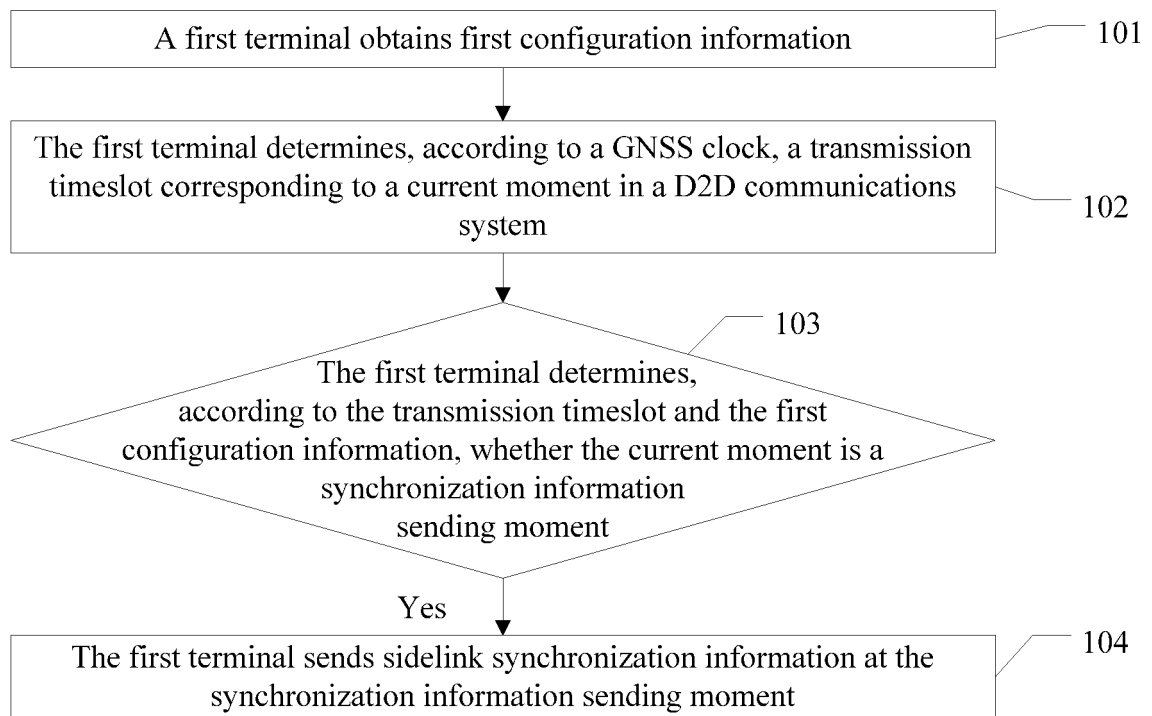 A first terminal obtains first configuration information
101
The first terminal determines, according to a GNSS clock, a transmission
timeslot corresponding to a current moment in a D2D communications
system
102
103
The first terminal determines,
according to the transmission timeslot and the first
configuration information, whether the current moment is a
synchronization information
sending moment
Yes
The first terminal sends sidelink synchronization information at the
synchronization information sending moment
104